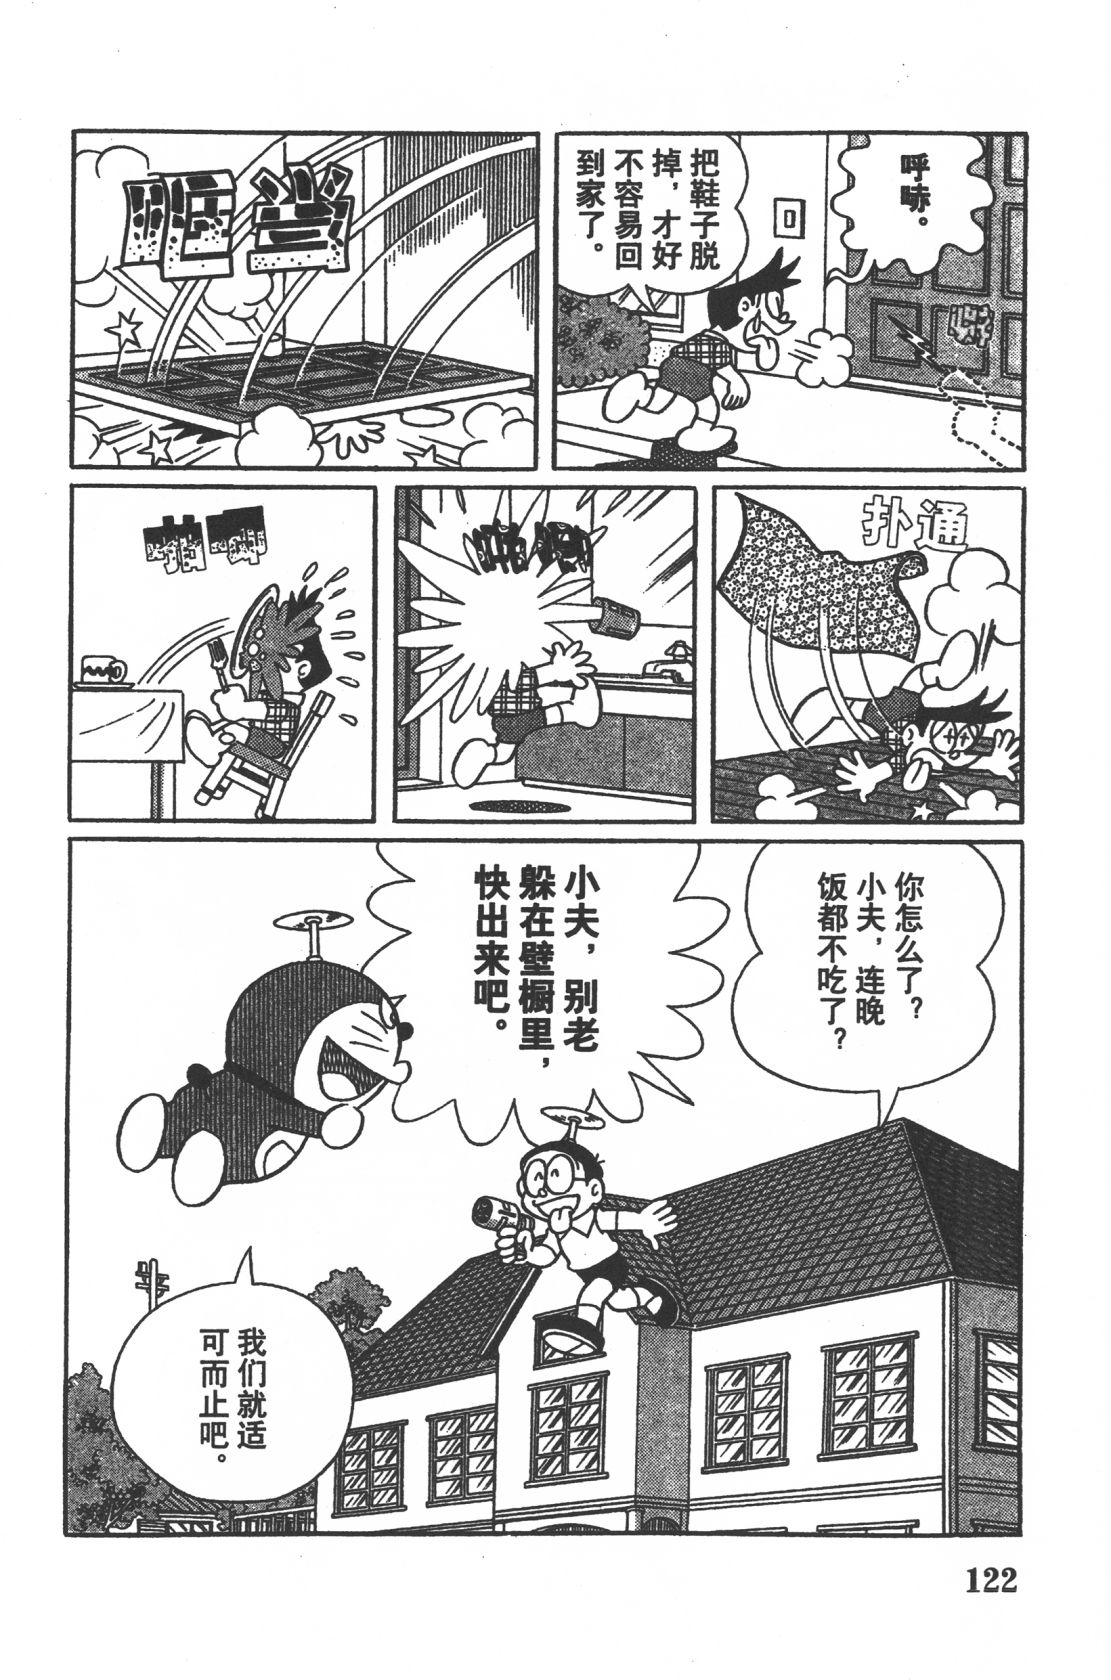 呼哧。
把鞋子脱
掉，才好
不容易回
到家了。
扑通
你怎么了？
小夫，连晚
饭都不吃了？
小夫，别老
躲在壁橱里，
快出来吧。
我们就适
可而止吧。
122